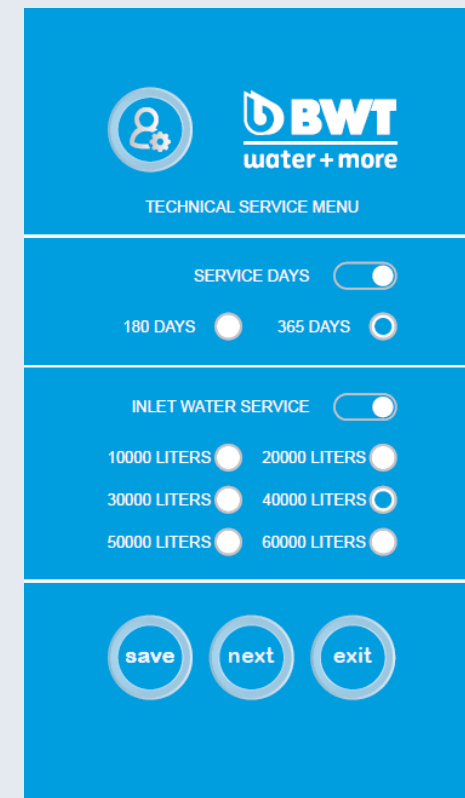 BWT
water + more
TECHNICAL SERVICE MENU
SERVICE DAYS
180 DAYS 365 DAYS
INLET WATER SERVICE
10000 LITERS 20000 LITERS
30000 LITERS 40000 LITERS
50000 LITERS 60000 LITERS
save next exit